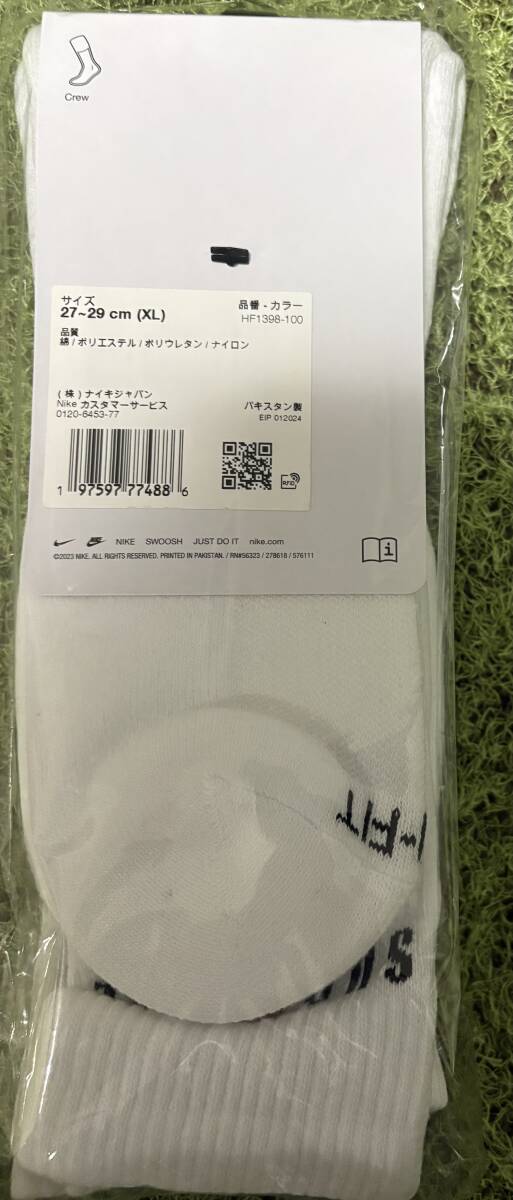 Crew
サイズ
27~29 cm (XL)
品番 - カラー
HF1398-100
品質
綿 / ポリエステル / ポリウレタン / ナイロン
( 株 ) ナイキジャパン
Nike カスタマーサービス
0120-6453-77
パキスタン製
EIP 012024
1 97597 77488 6
RFID
NIKE SWOOSH JUST DO IT nike.com
©2023 NIKE. ALL RIGHTS RESERVED. PRINTED IN PAKISTAN. / RN#56323 / 278618 / 576111
i
-FIT
S